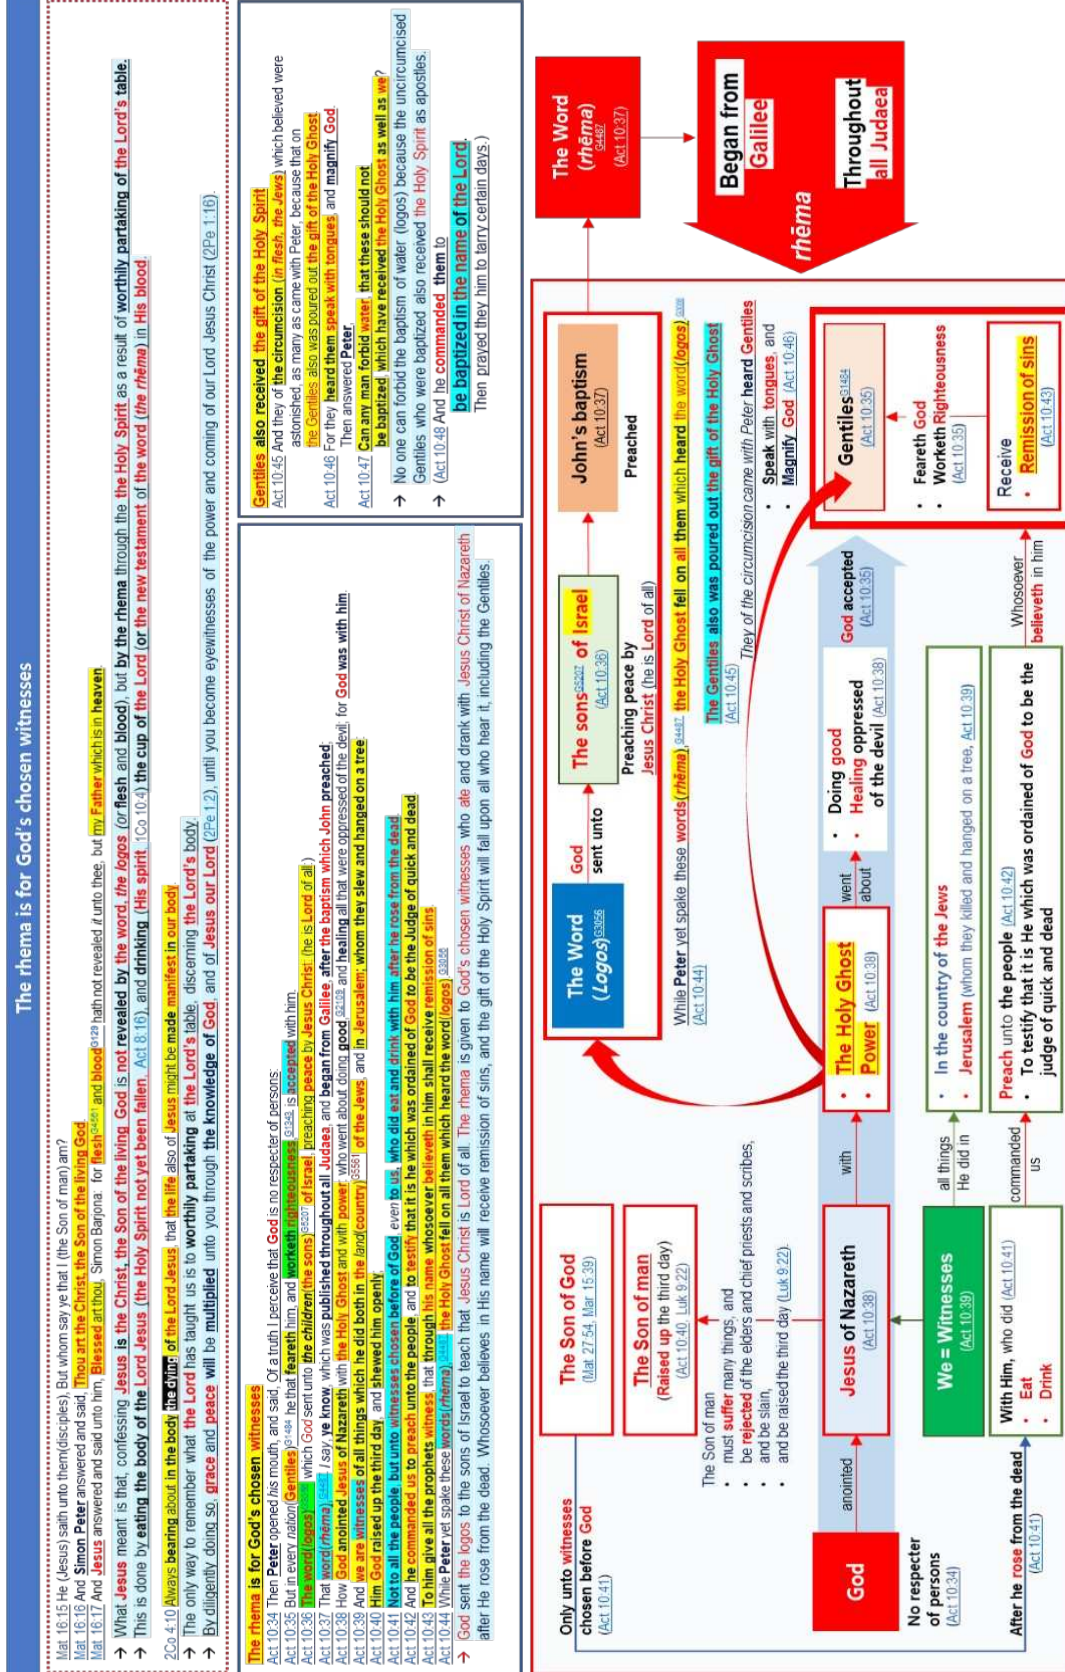 The rhema is for God's chosen witnesses
Mat 16:15 He (Jesus) saith unto them(disciples), But whom say ye that I (the Son of man) am?
Mat 16:16 And Simon Peter answered and said, Thou art the Christ, the Son of the living God.
Mat 16:17 And Jesus answered and said unto him, Blessed art thou, Simon Barjona: for flesh G4561 and blood G129 hath not revealed it unto thee, but my Father which is in heaven.
→ What Jesus meant is that, confessing Jesus is the Christ, the Son of the living God is not revealed by the word, the logos (or flesh and blood), but by the rhema through the Holy Spirit as a result of worthily partaking of the Lord's table.
→ This is done by eating the body of the Lord Jesus (the Holy Spirit not yet been fallen, Act 8:16), and drinking (His spirit, 1Co 10:4) the cup of the Lord (or the new testament of the word (the rhema) in His blood.
2Co 4:10 Always bearing about in the body the dying of the Lord Jesus, that the life also of Jesus might be made manifest in our body.
→ The only way to remember what the Lord has taught us is to worthily partaking at the Lord's table, discerning the Lord's body.
→ By diligently doing so, grace and peace will be multiplied unto you through the knowledge of God, and of Jesus our Lord (2Pe 1:2), until you become eyewitnesses of the power and coming of our Lord Jesus Christ (2Pe 1:16).
The rhema is for God's chosen witnesses
Act 10:34 Then Peter opened his mouth, and said, Of a truth I perceive that God is no respecter of persons:
Act 10:35 But in every nation(Gentiles) G1484 he that feareth him, and worketh righteousness, G1343 is accepted with him.
Act 10:36 The word(logos) G3056 which God sent unto the children(the sons) G5207 of Israel, preaching peace by Jesus Christ: (he is Lord of all:)
Act 10:37 That word(rhēma), G4487 I say, ye know, which was published throughout all Judaea, and began from Galilee, after the baptism which John preached;
Act 10:38 How God anointed Jesus of Nazareth with the Holy Ghost and with power: who went about doing good, G2109 and healing all that were oppressed of the devil; for God was with him.
Act 10:39 And we are witnesses of all things which he did both in the land(country) G5561 of the Jews, and in Jerusalem; whom they slew and hanged on a tree:
Act 10:40 Him God raised up the third day, and shewed him openly;
Act 10:41 Not to all the people, but unto witnesses chosen before of God, even to us, who did eat and drink with him after he rose from the dead.
Act 10:42 And he commanded us to preach unto the people, and to testify that it is he which was ordained of God to be the Judge of quick and dead.
Act 10:43 To him give all the prophets witness, that through his name whosoever believeth in him shall receive remission of sins.
Act 10:44 While Peter yet spake these words(rhēma), G4487 the Holy Ghost fell on all them which heard the word(logos). G3056
→ God sent the logos to the sons of Israel to teach that Jesus Christ is Lord of all. The rhema is given to God's chosen witnesses who ate and drank with Jesus Christ of Nazareth
after He rose from the dead. Whosoever believes in His name will receive remission of sins, and the gift of the Holy Spirit will fall upon all who hear it, including the Gentiles.
Gentiles also received the gift of the Holy Spirit
Act 10:45 And they of the circumcision (in flesh, the Jews) which believed were
astonished, as many as came with Peter, because that on
the Gentiles also was poured out the gift of the Holy Ghost.
Act 10:46 For they heard them speak with tongues, and magnify God.
Then answered Peter,
Act 10:47 Can any man forbid water, that these should not
be baptized, which have received the Holy Ghost as well as we?
→ No one can forbid the baptism of water (logos) because the uncircumcised
Gentiles who were baptized also received the Holy Spirit as apostles.
→ (Act 10:48 And he commanded them to
be baptized in the name of the Lord.
Then prayed they him to tarry certain days.)
Only unto witnesses
chosen before God
(Act 10:41)
The Son of God
(Mat 27:54, Mar 15:39)
The Son of man
(Raised up the third day)
(Act 10:40, Luk 9:22)
The Son of man
• must suffer many things, and
• be rejected of the elders and chief priests and scribes,
• and be slain,
• and be raised the third day (Luk 9:22).
The Word
(Logos) G3056
God
sent unto
The sons G5207 of Israel
(Act 10:36)
Preaching peace by
Jesus Christ (he is Lord of all)
John's baptism
(Act 10:37)
Preached
The Word
(rhēma)
G4487
(Act 10:37)
Began from
Galilee
Throughout
all Judaea
rhēma
While Peter yet spake these words(rhēma), G4487 the Holy Ghost fell on all them which heard the word(logos). G3056
(Act 10:44)
The Gentiles also was poured out the gift of the Holy Ghost
(Act 10:45)
They of the circumcision came with Peter heard Gentiles
• Speak with tongues, and
• Magnify God (Act 10:46)
God
anointed
Jesus of Nazareth
(Act 10:38)
with
• The Holy Ghost
• Power (Act 10:38)
went
about
• Doing good
• Healing oppressed
of the devil (Act 10:38)
God accepted
(Act 10:35)
Gentiles G1484
(Act 10:35)
• Feareth God
• Worketh Righteousness
(Act 10:35)
Receive
• Remission of sins
(Act 10:43)
No respecter
of persons
(Act 10:34)
We = Witnesses
(Act 10:39)
all things
He did in
• In the country of the Jews
• Jerusalem (whom they killed and hanged on a tree, Act 10:39)
After he rose from the dead
(Act 10:41)
With Him, who did (Act 10:41)
• Eat
• Drink
commanded
us
Preach unto the people (Act 10:42)
• To testify that it is He which was ordained of God to be the
judge of quick and dead
Whosoever
believeth in him